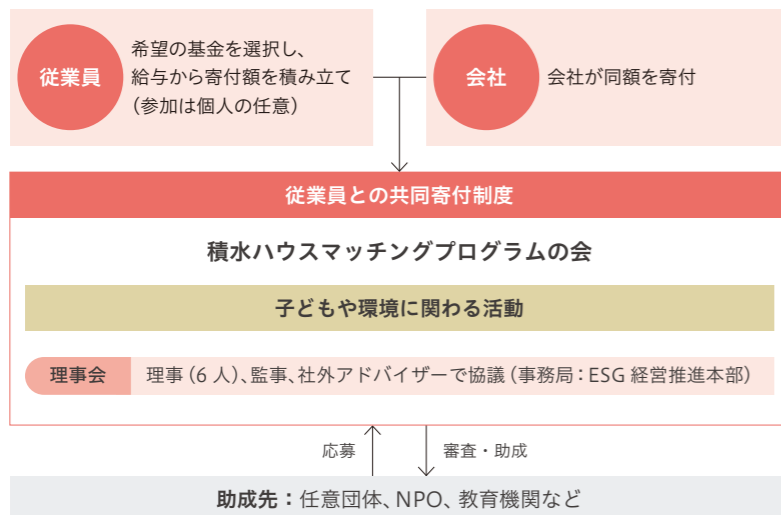 従業員
希望の基金を選択し、
給与から寄付額を積み立て
（参加は個人の任意）
会社
会社が同額を寄付
従業員との共同寄付制度
積水ハウスマッチングプログラムの会
子どもや環境に関わる活動
理事会
理事（6人）、監事、社外アドバイザーで協議（事務局：ESG経営推進本部）
応募
審査・助成
助成先：任意団体、NPO、教育機関など